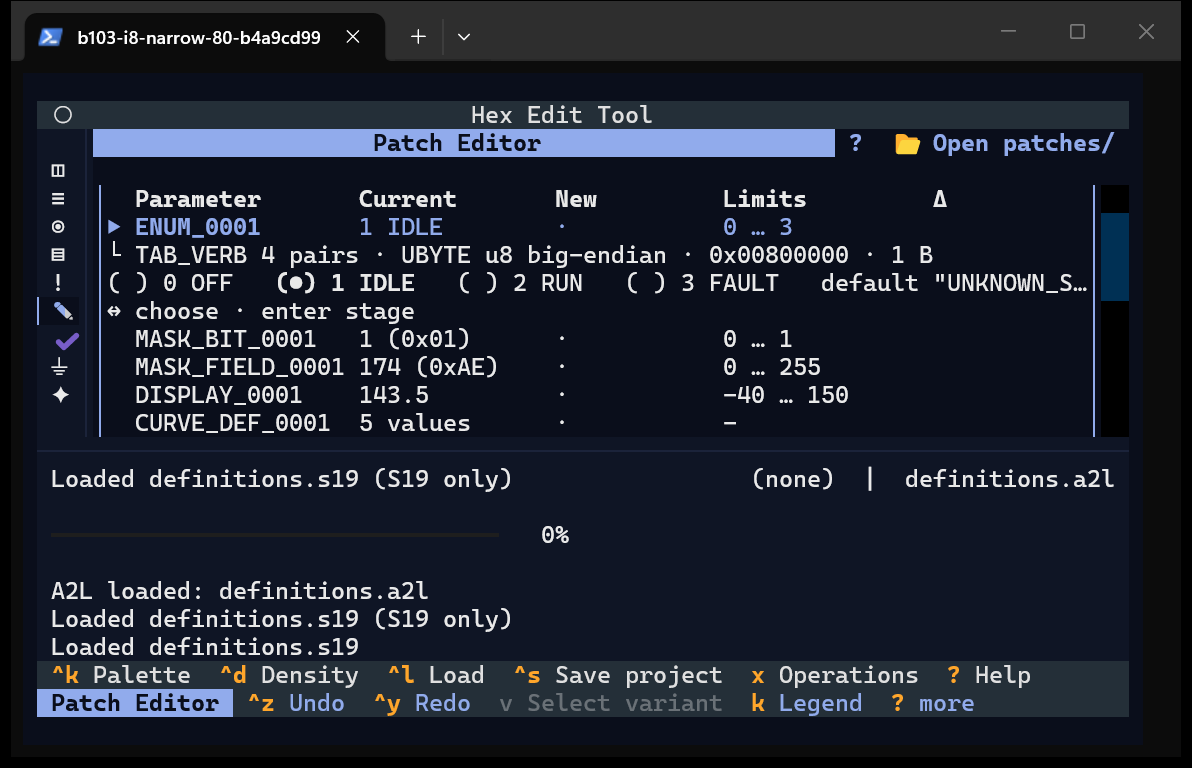 b103-i8-narrow-80-b4a9cd99
Hex Edit Tool
Patch Editor ? Open patches/
Parameter Current New Limits Δ
▶ ENUM_0001 1 IDLE · 0 … 3
└ TAB_VERB 4 pairs · UBYTE u8 big-endian · 0x00800000 · 1 B
( ) 0 OFF (●) 1 IDLE ( ) 2 RUN ( ) 3 FAULT default "UNKNOWN_S…
↔ choose · enter stage
MASK_BIT_0001 1 (0x01) · 0 … 1
MASK_FIELD_0001 174 (0xAE) · 0 … 255
DISPLAY_0001 143.5 · -40 … 150
CURVE_DEF_0001 5 values · -
Loaded definitions.s19 (S19 only) (none) | definitions.a2l
0%
A2L loaded: definitions.a2l
Loaded definitions.s19 (S19 only)
Loaded definitions.s19
^k Palette ^d Density ^l Load ^s Save project x Operations ? Help
Patch Editor ^z Undo ^y Redo v Select variant k Legend ? more